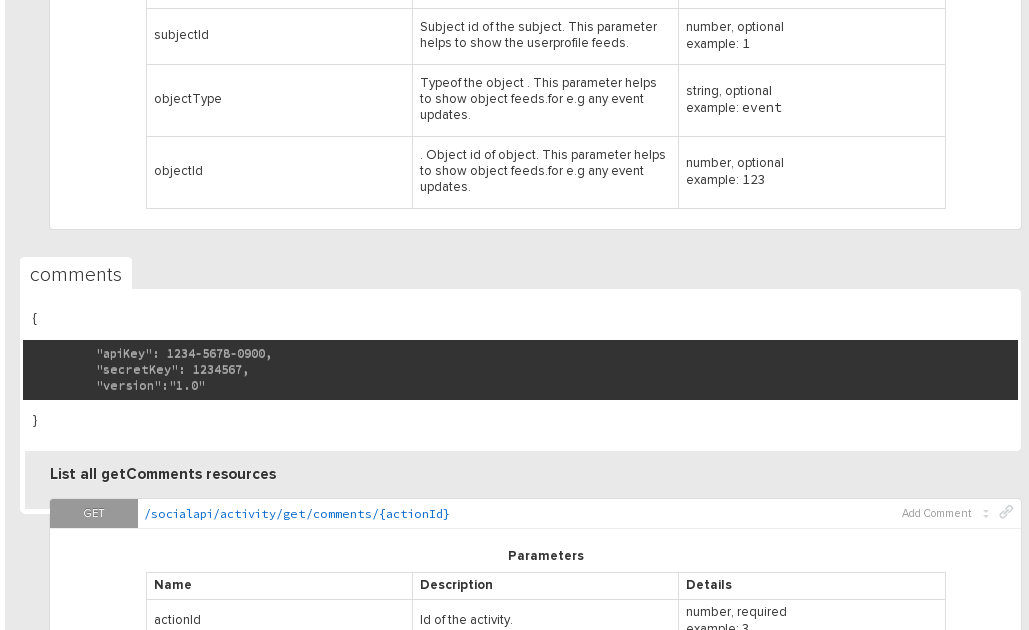 subjectId
Subject id of the subject. This parameter
helps to show the userprofile feeds.
number, optional
example: 1
objectType
Typeof the object . This parameter helps
to show object feeds.for e.g any event
updates.
string, optional
example: event
objectId
. Object id of object. This parameter helps
to show object feeds.for e.g any event
updates.
number, optional
example: 123
comments
{
"apiKey": 1234-5678-0900,
"secretKey": 1234567,
"version":"1.0"
}
List all getComments resources
GET /socialapi/activity/get/comments/{actionId} Add Comment
Parameters
Name Description Details
actionId
Id of the activity.
number, required
example: 3